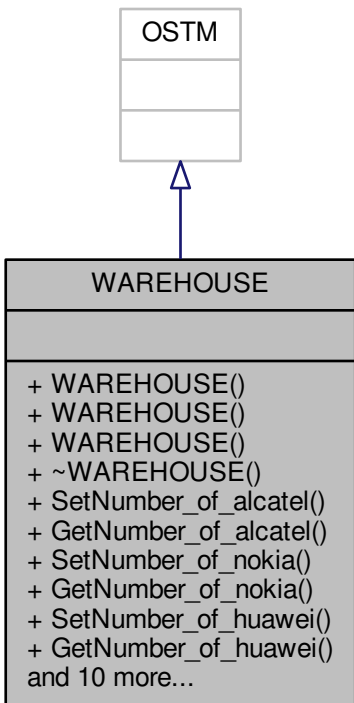 OSTM
WAREHOUSE
+ WAREHOUSE()
+ WAREHOUSE()
+ WAREHOUSE()
+ ~WAREHOUSE()
+ SetNumber_of_alcatel()
+ GetNumber_of_alcatel()
+ SetNumber_of_nokia()
+ GetNumber_of_nokia()
+ SetNumber_of_huawei()
+ GetNumber_of_huawei()
and 10 more...